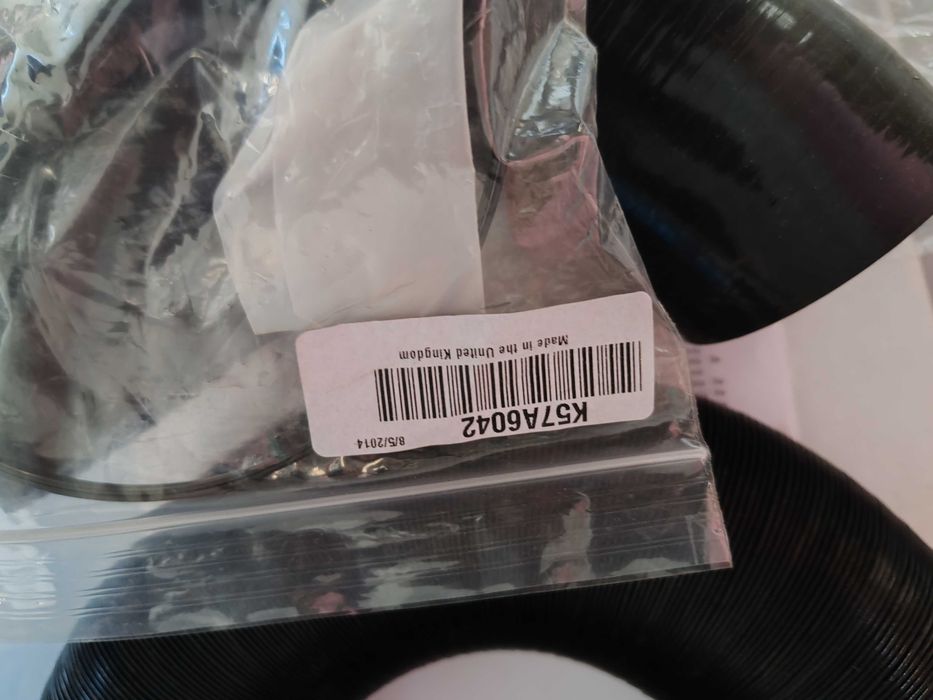 8/5/2014
K57A6042
Made in the United Kingdom